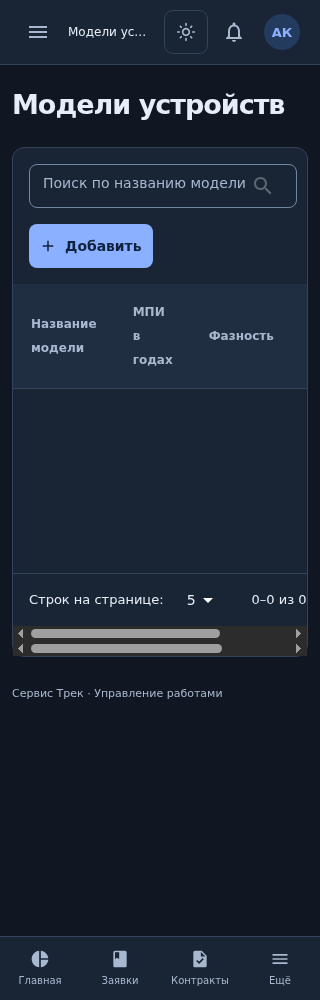 Модели ус…
АК
Модели устройств
Поиск по названию модели
+ Добавить
Название модели
МПИ в годах
Фазность
Строк на странице:
5
0–0 из 0
Сервис Трек · Управление работами
Главная
Заявки
Контракты
Ещё